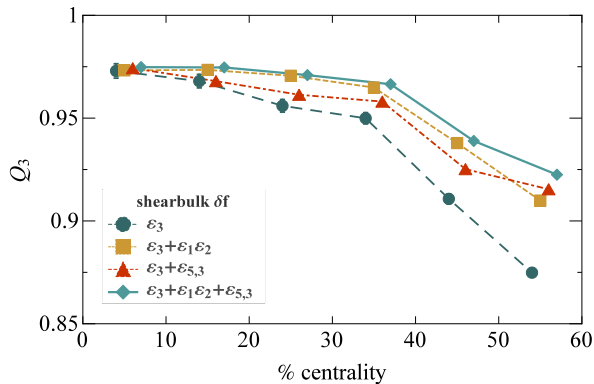 1
0.95
0.9
0.85
Q₃
shearbulk δf
ε₃
ε₃+ε₁ε₂
ε₃+ε₅,₃
ε₃+ε₁ε₂+ε₅,₃
0 10 20 30 40 50 60
% centrality